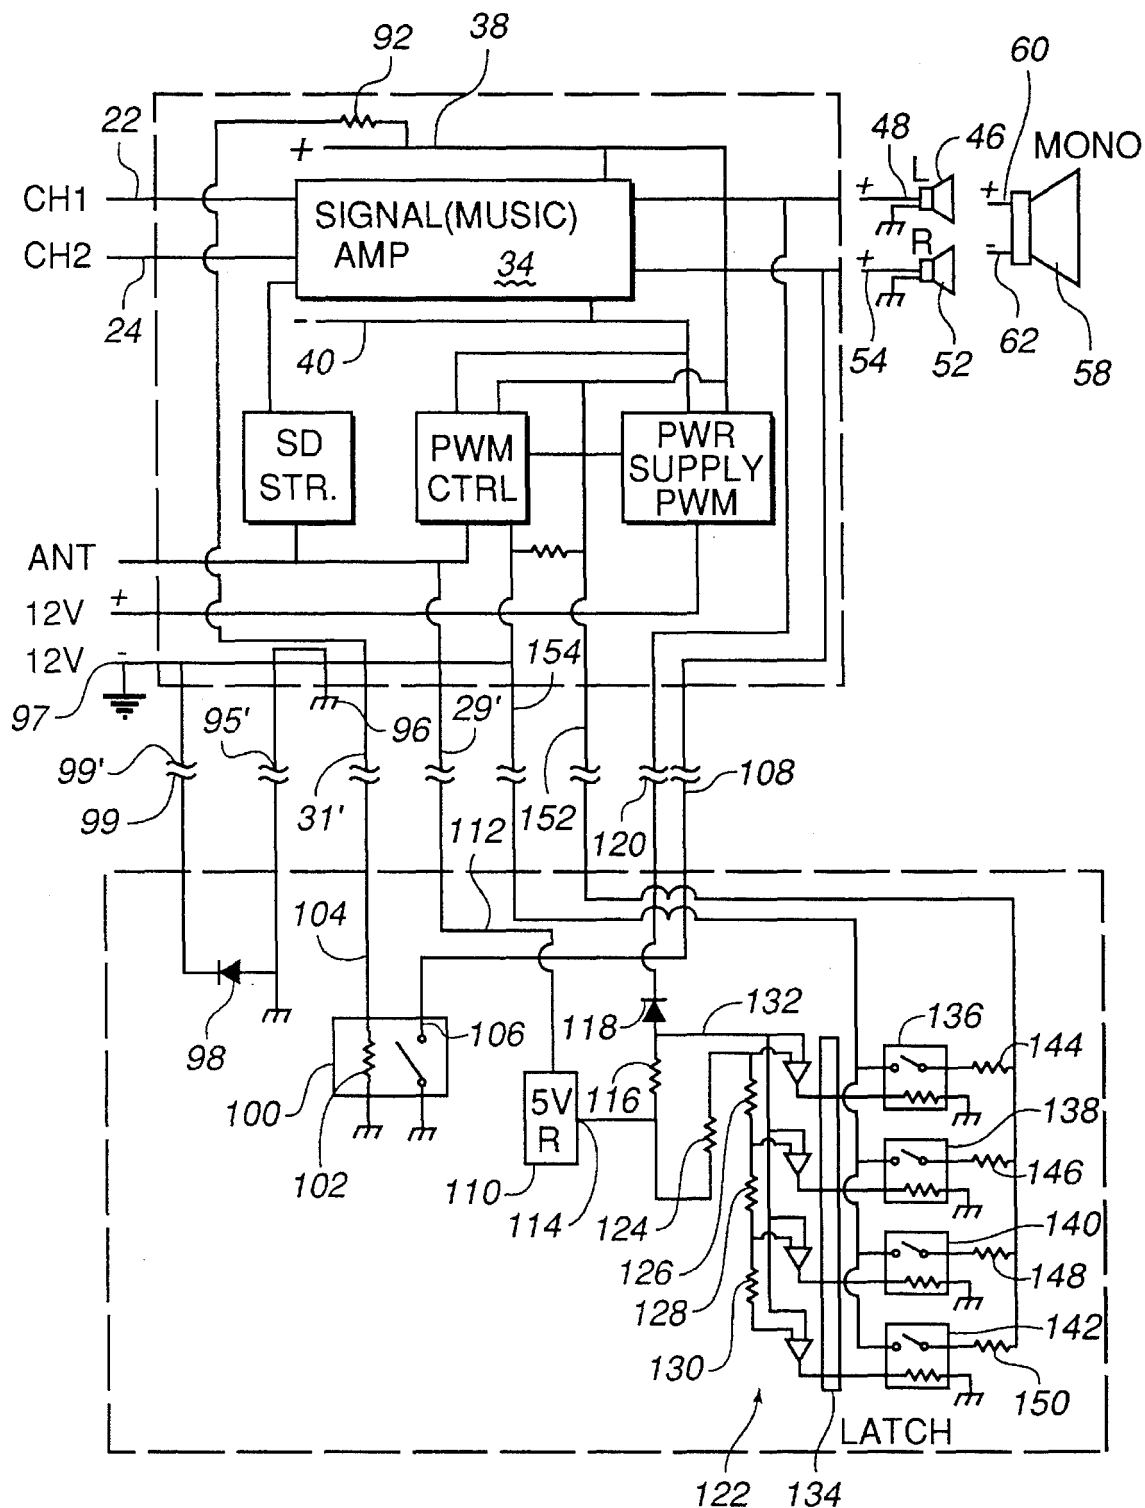 92
38
60
22
48
46
MONO
+
L
+
+
CH1
SIGNAL(MUSIC)
AMP
34
CH2
R
+
-
24
-
40
54
52
62
58
SD
STR.
PWM
CTRL
PWR
SUPPLY
PWM
ANT
12V
+
12V
-
154
97
95'
96
29'
99'
99
31'
152
120
108
112
104
98
106
118
132
136
144
100
5V
R
116
138
102
110
114
124
146
126
140
148
128
142
130
150
LATCH
122
134